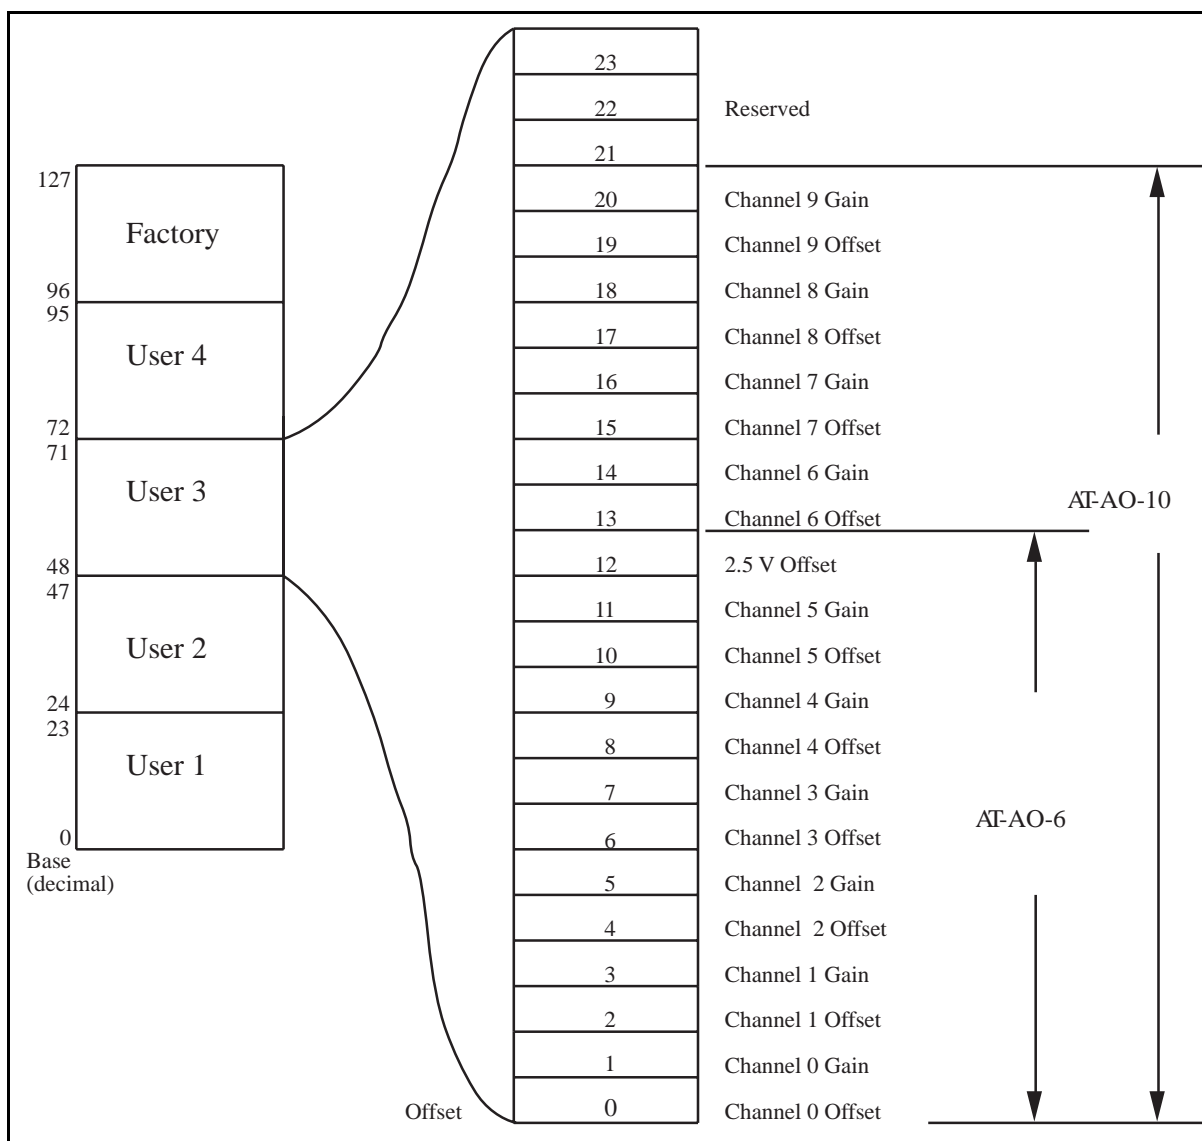 23
22 Reserved
21
127
20 Channel 9 Gain
Factory
19 Channel 9 Offset
96
18 Channel 8 Gain
95
17 Channel 8 Offset
User 4
16 Channel 7 Gain
72
15 Channel 7 Offset
71
14 Channel 6 Gain
User 3
AT-AO-10
13 Channel 6 Offset
48
12 2.5 V Offset
47
11 Channel 5 Gain
User 2
10 Channel 5 Offset
24
9 Channel 4 Gain
23
8 Channel 4 Offset
User 1
7 Channel 3 Gain
AT-AO-6
0
6 Channel 3 Offset
Base
(decimal)
5 Channel 2 Gain
4 Channel 2 Offset
3 Channel 1 Gain
2 Channel 1 Offset
1 Channel 0 Gain
Offset 0 Channel 0 Offset